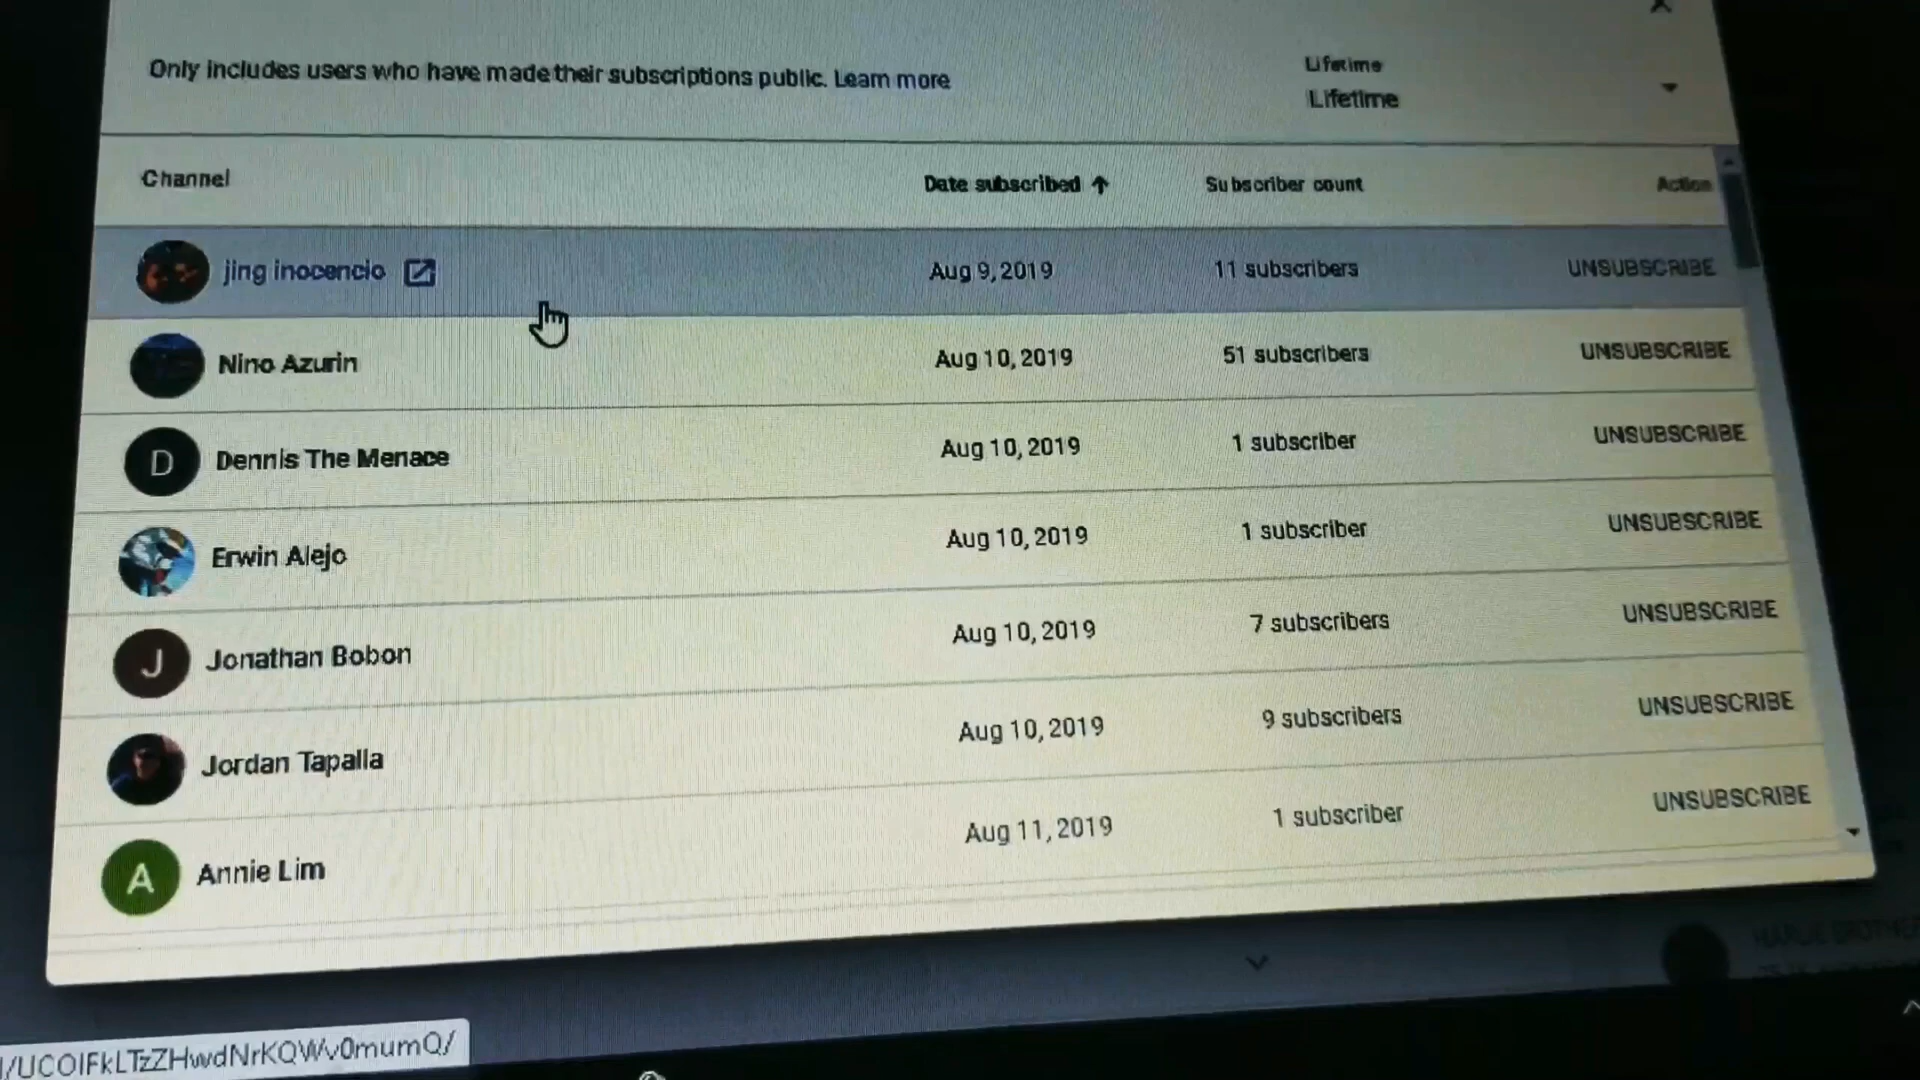 Only includes users who have made their subscriptions public. Learn more
Lifetime
Lifetime
Channel Date subscribed ↑ Subscriber count Action
jing inocencio Aug 9, 2019 11 subscribers UNSUBSCRIBE
Nino Azurin Aug 10, 2019 51 subscribers UNSUBSCRIBE
D Dennis The Menace Aug 10, 2019 1 subscriber UNSUBSCRIBE
Erwin Alejo Aug 10, 2019 1 subscriber UNSUBSCRIBE
J Jonathan Bobon Aug 10, 2019 7 subscribers UNSUBSCRIBE
Jordan Tapalla Aug 10, 2019 9 subscribers UNSUBSCRIBE
A Annie Lim Aug 11, 2019 1 subscriber UNSUBSCRIBE